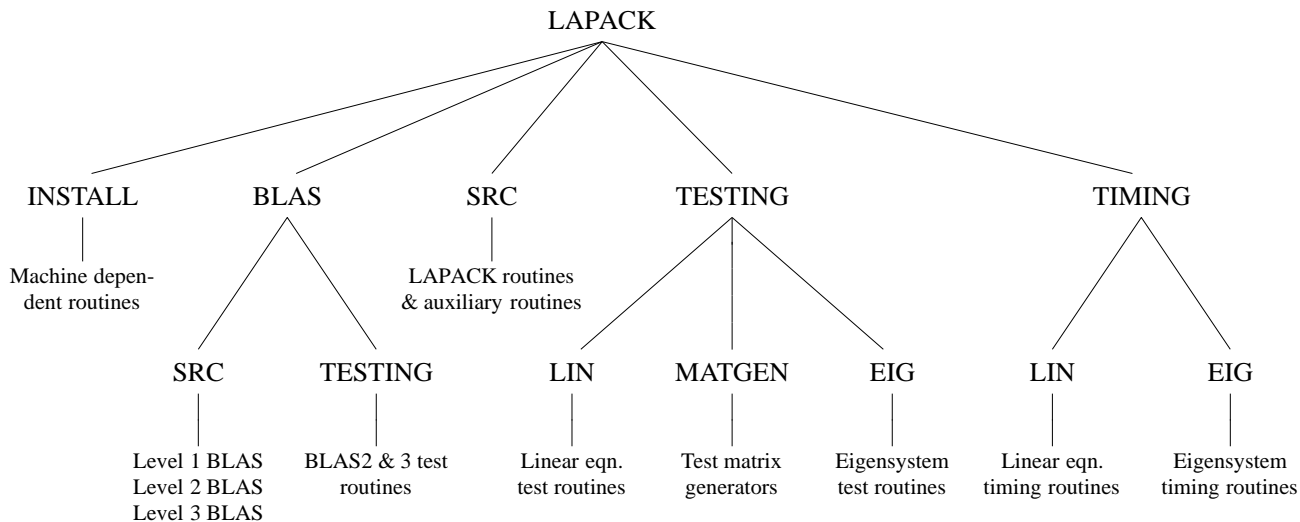 LAPACK
INSTALL BLAS SRC TESTING TIMING
Machine depen-
dent routines
LAPACK routines
& auxiliary routines
SRC TESTING LIN MATGEN EIG LIN EIG
Level 1 BLAS
Level 2 BLAS
Level 3 BLAS
BLAS2 & 3 test
routines
Linear eqn.
test routines
Test matrix
generators
Eigensystem
test routines
Linear eqn.
timing routines
Eigensystem
timing routines